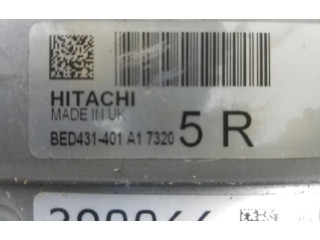 HITACHI
MADE IN UK
BED431-401 A1 7320 5 R